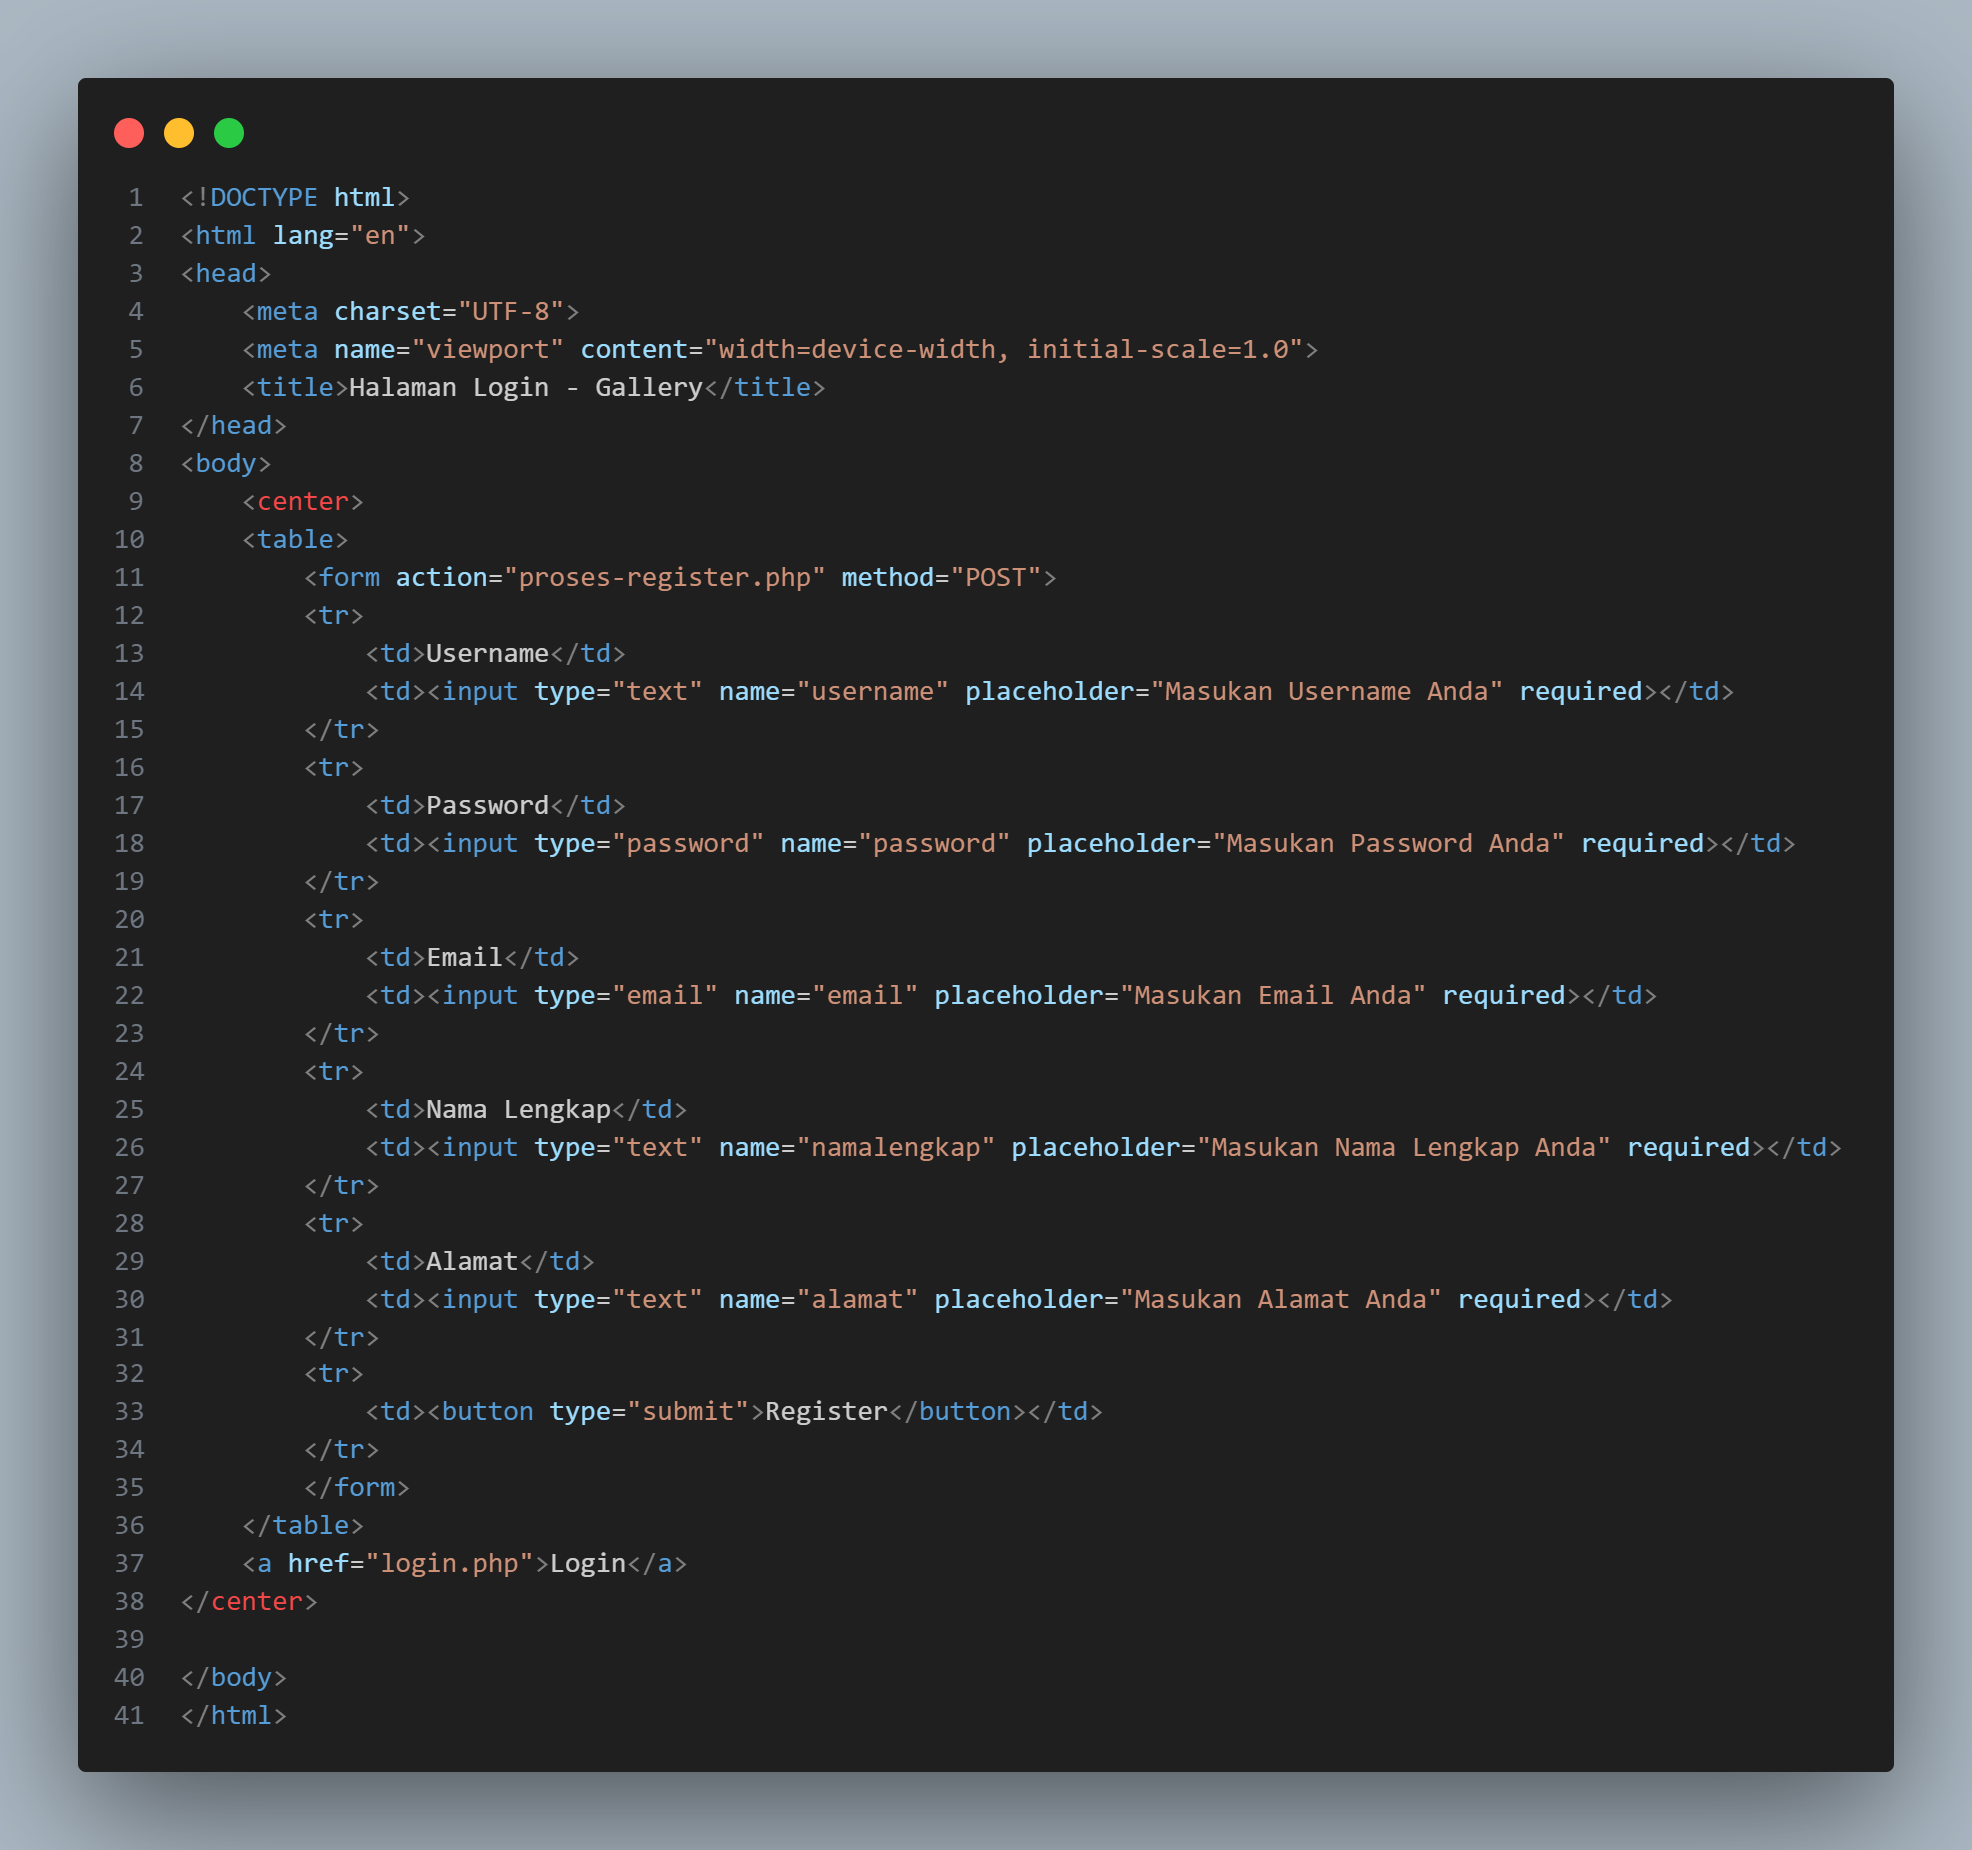 1 <!DOCTYPE html>
2 <html lang="en">
3 <head>
4     <meta charset="UTF-8">
5     <meta name="viewport" content="width=device-width, initial-scale=1.0">
6     <title>Halaman Login - Gallery</title>
7 </head>
8 <body>
9     <center>
10     <table>
11         <form action="proses-register.php" method="POST">
12         <tr>
13             <td>Username</td>
14             <td><input type="text" name="username" placeholder="Masukan Username Anda" required></td>
15         </tr>
16         <tr>
17             <td>Password</td>
18             <td><input type="password" name="password" placeholder="Masukan Password Anda" required></td>
19         </tr>
20         <tr>
21             <td>Email</td>
22             <td><input type="email" name="email" placeholder="Masukan Email Anda" required></td>
23         </tr>
24         <tr>
25             <td>Nama Lengkap</td>
26             <td><input type="text" name="namalengkap" placeholder="Masukan Nama Lengkap Anda" required></td>
27         </tr>
28         <tr>
29             <td>Alamat</td>
30             <td><input type="text" name="alamat" placeholder="Masukan Alamat Anda" required></td>
31         </tr>
32         <tr>
33             <td><button type="submit">Register</button></td>
34         </tr>
35         </form>
36     </table>
37     <a href="login.php">Login</a>
38 </center>
39
40 </body>
41 </html>